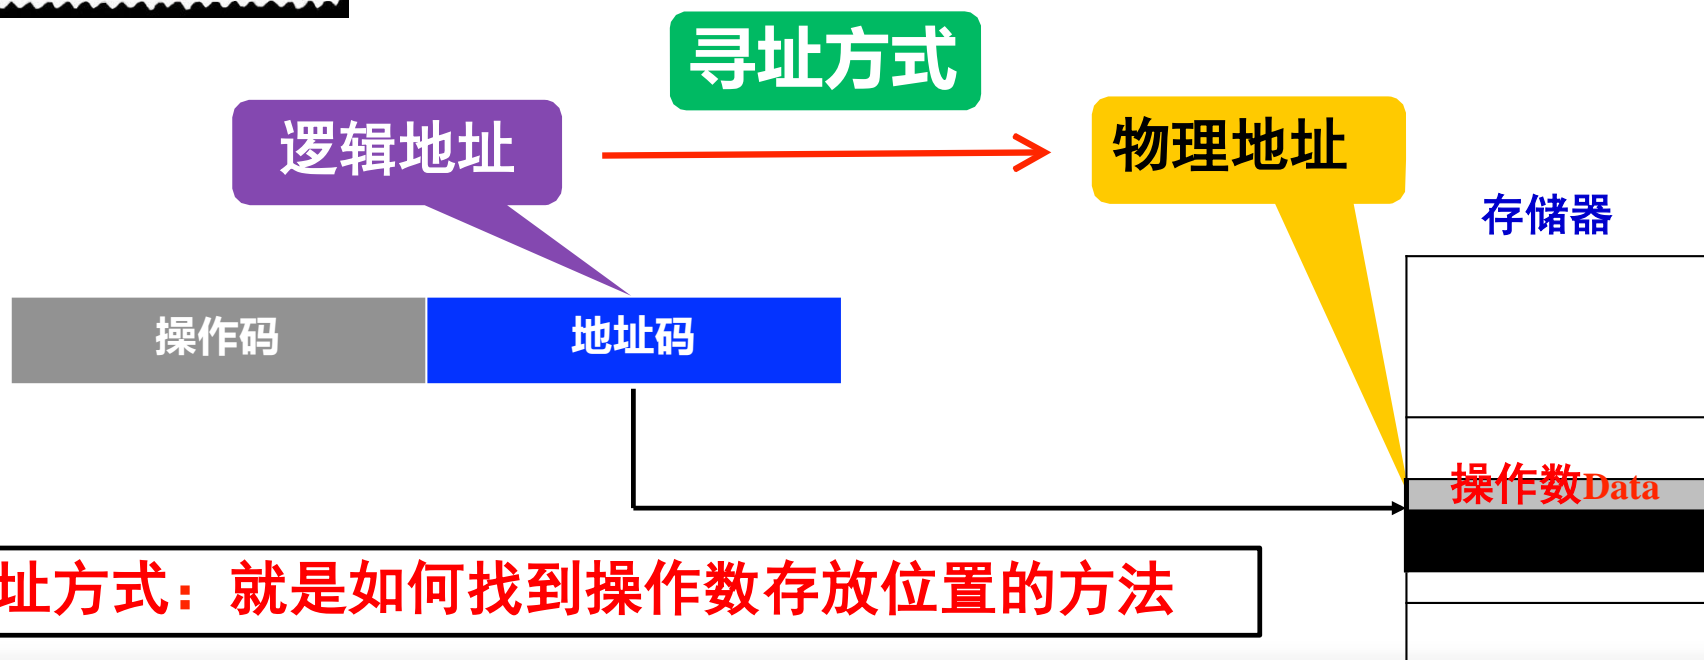 寻址方式
逻辑地址
物理地址
存储器
操作码
地址码
操作数Data
址方式：就是如何找到操作数存放位置的方法